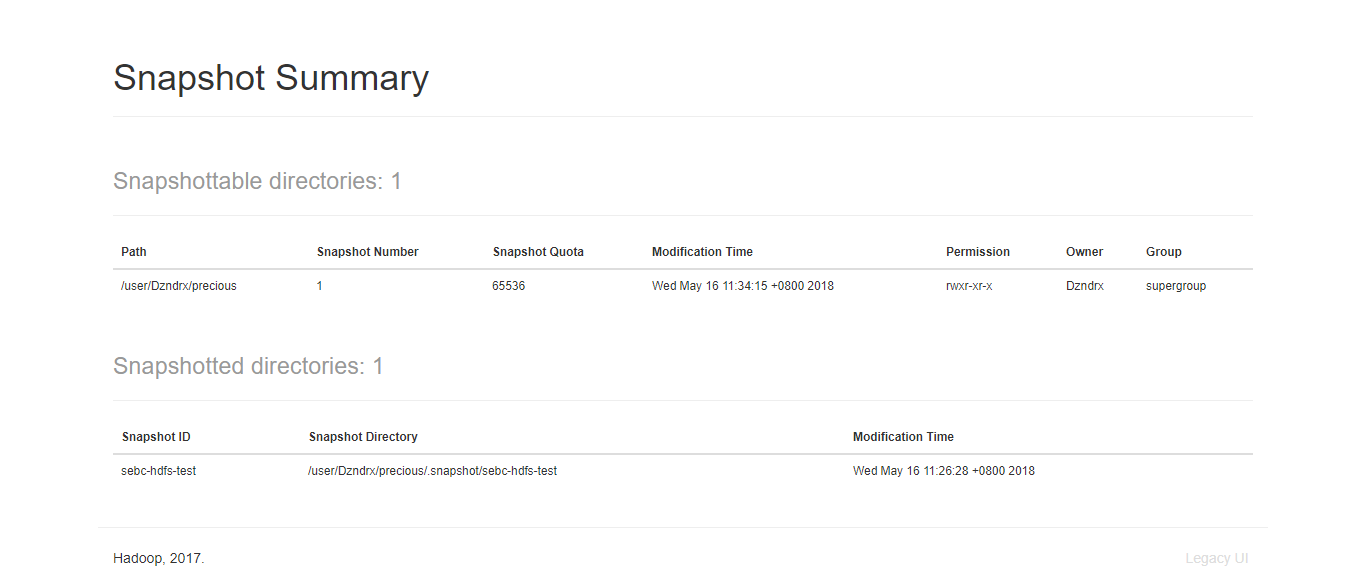 Snapshot Summary
Snapshottable directories: 1
Path Snapshot Number Snapshot Quota Modification Time Permission Owner Group
/user/Dzndrx/precious 1 65536 Wed May 16 11:34:15 +0800 2018 rwxr-xr-x Dzndrx supergroup
Snapshotted directories: 1
Snapshot ID Snapshot Directory Modification Time
sebc-hdfs-test /user/Dzndrx/precious/.snapshot/sebc-hdfs-test Wed May 16 11:26:28 +0800 2018
Hadoop, 2017. Legacy UI